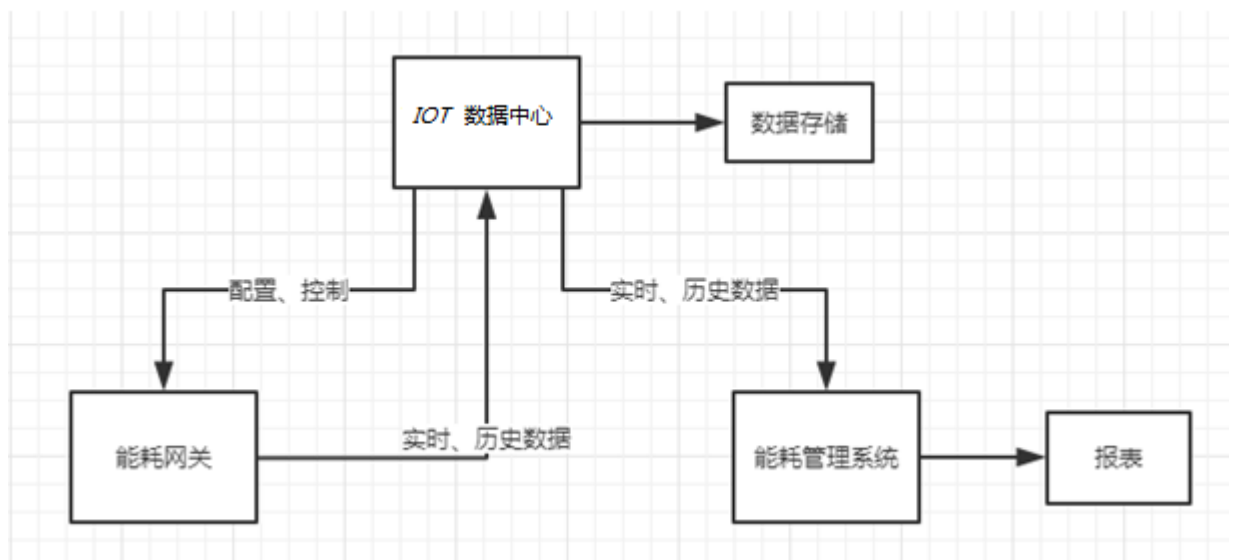 IOT 数据中心
数据存储
配置、控制
实时、历史数据
实时、历史数据
能耗网关
能耗管理系统
报表